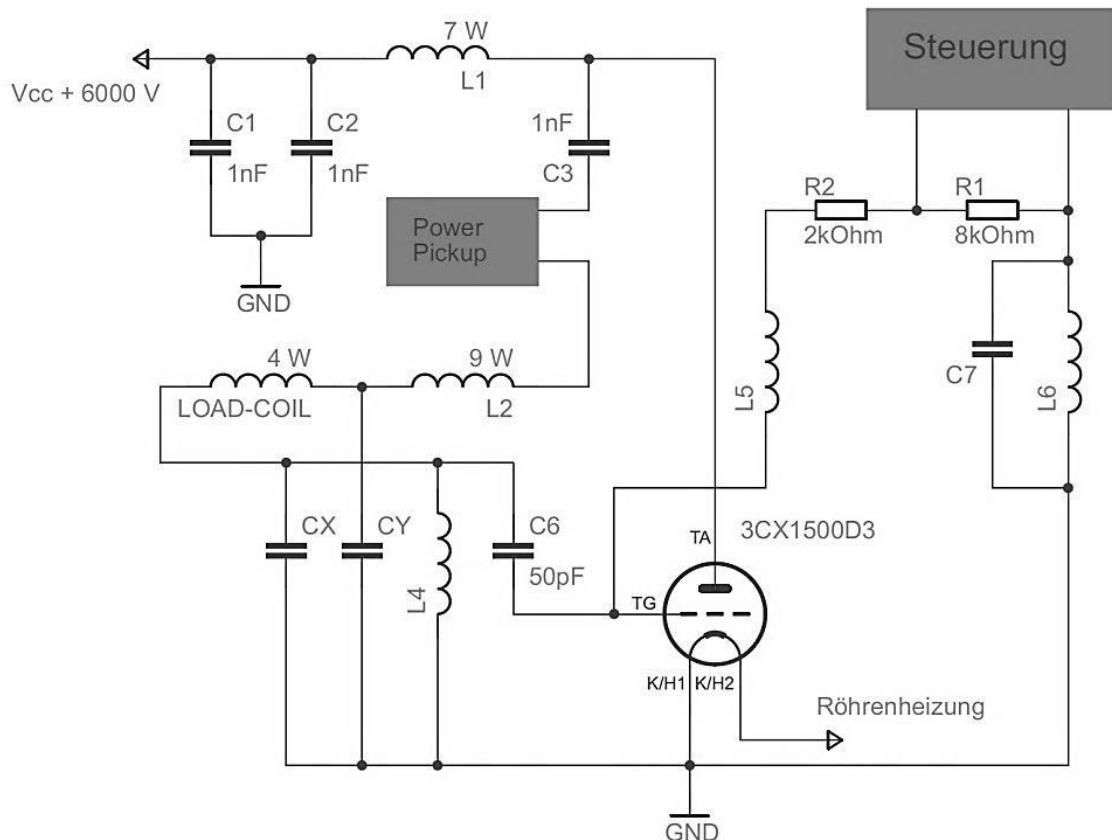 7 W
L1
Vcc + 6000 V
C1
1nF
C2
1nF
1nF
C3
GND
Power
Pickup
Steuerung
R2
2kOhm
R1
8kOhm
L5
C7
L6
4 W
LOAD-COIL
9 W
L2
CX
CY
L4
C6
50pF
TA
3CX1500D3
TG
K/H1
K/H2
Röhrenheizung
GND